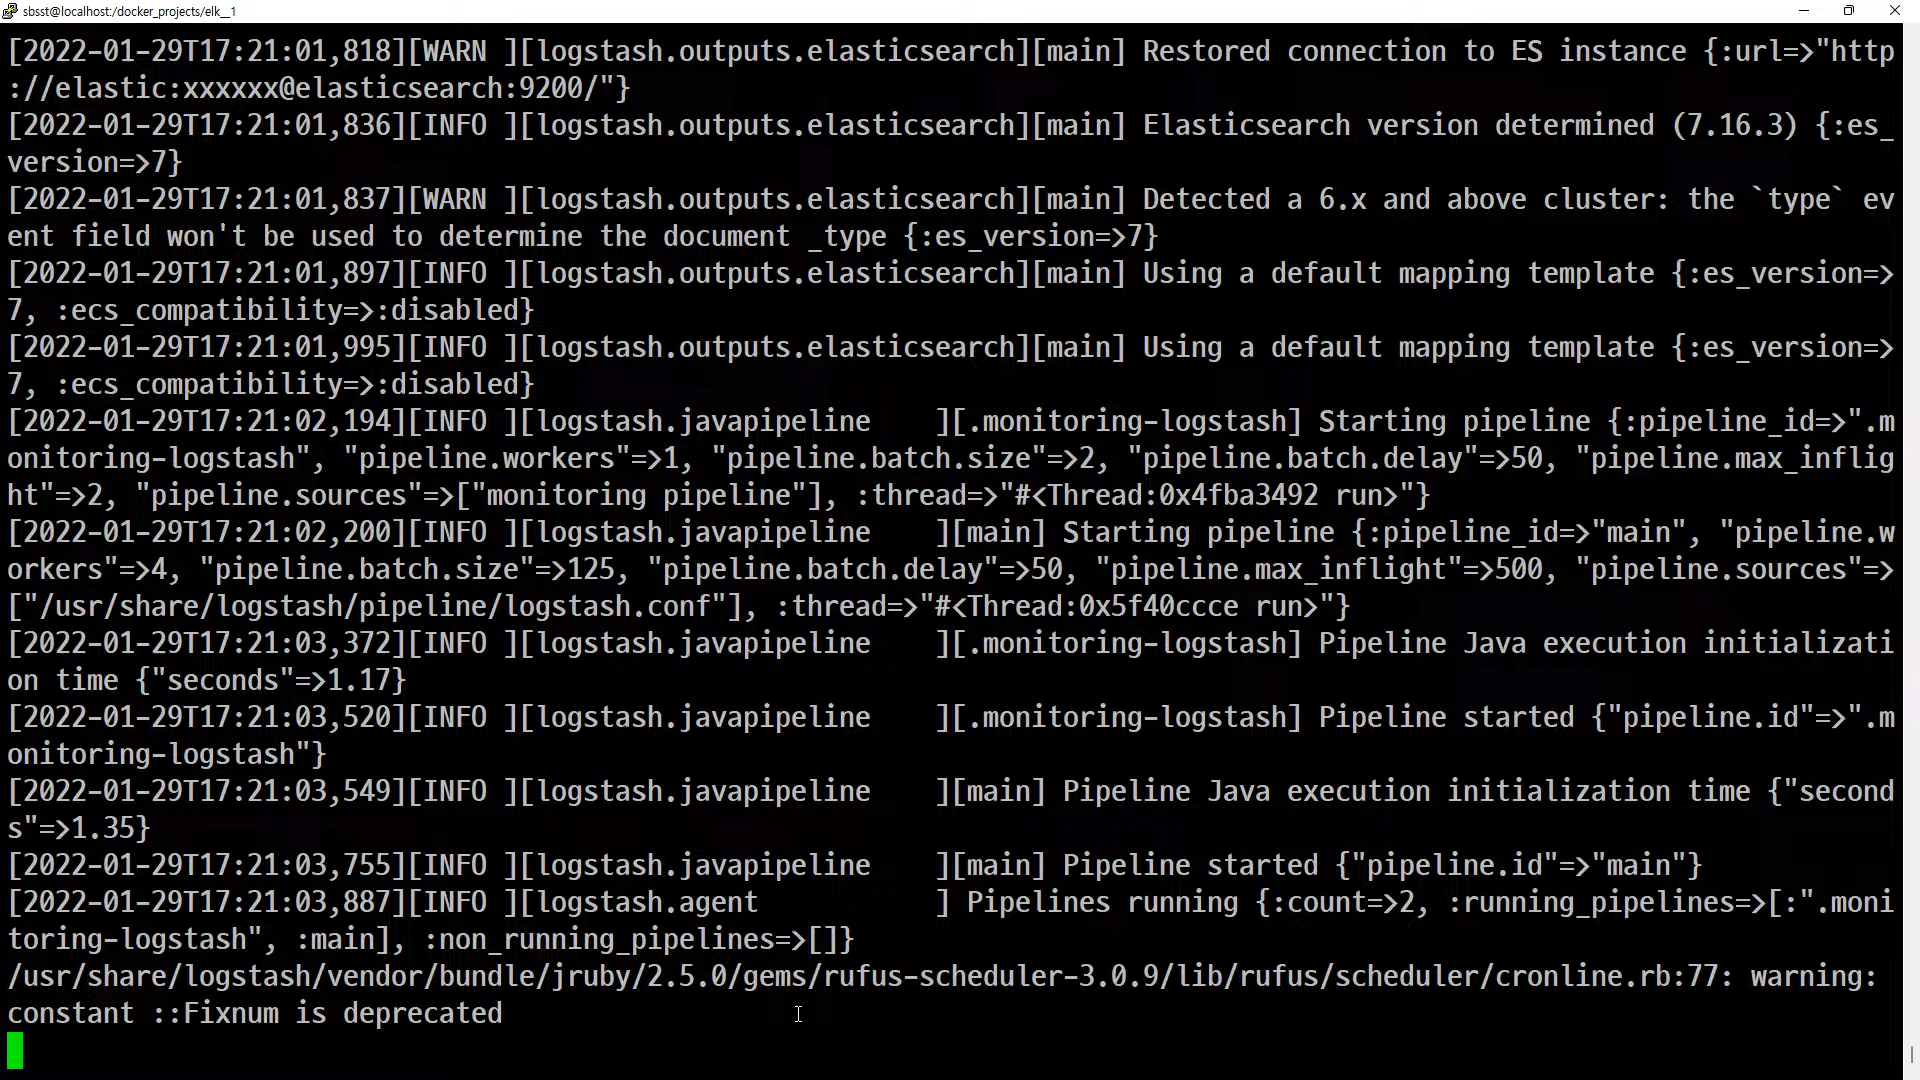 sbsst@localhost:/docker_projects/elk__1
[2022-01-29T17:21:01,818][WARN ][logstash.outputs.elasticsearch][main] Restored connection to ES instance {:url=>"http
://elastic:xxxxxx@elasticsearch:9200/"}
[2022-01-29T17:21:01,836][INFO ][logstash.outputs.elasticsearch][main] Elasticsearch version determined (7.16.3) {:es_
version=>7}
[2022-01-29T17:21:01,837][WARN ][logstash.outputs.elasticsearch][main] Detected a 6.x and above cluster: the `type` ev
ent field won't be used to determine the document _type {:es_version=>7}
[2022-01-29T17:21:01,897][INFO ][logstash.outputs.elasticsearch][main] Using a default mapping template {:es_version=>
7, :ecs_compatibility=>:disabled}
[2022-01-29T17:21:01,995][INFO ][logstash.outputs.elasticsearch][main] Using a default mapping template {:es_version=>
7, :ecs_compatibility=>:disabled}
[2022-01-29T17:21:02,194][INFO ][logstash.javapipeline    ][.monitoring-logstash] Starting pipeline {:pipeline_id=>".m
onitoring-logstash", "pipeline.workers"=>1, "pipeline.batch.size"=>2, "pipeline.batch.delay"=>50, "pipeline.max_inflig
ht"=>2, "pipeline.sources"=>["monitoring pipeline"], :thread=>"#<Thread:0x4fba3492 run>"}
[2022-01-29T17:21:02,200][INFO ][logstash.javapipeline    ][main] Starting pipeline {:pipeline_id=>"main", "pipeline.w
orkers"=>4, "pipeline.batch.size"=>125, "pipeline.batch.delay"=>50, "pipeline.max_inflight"=>500, "pipeline.sources"=>
["/usr/share/logstash/pipeline/logstash.conf"], :thread=>"#<Thread:0x5f40ccce run>"}
[2022-01-29T17:21:03,372][INFO ][logstash.javapipeline    ][.monitoring-logstash] Pipeline Java execution initializati
on time {"seconds"=>1.17}
[2022-01-29T17:21:03,520][INFO ][logstash.javapipeline    ][.monitoring-logstash] Pipeline started {"pipeline.id"=>".m
onitoring-logstash"}
[2022-01-29T17:21:03,549][INFO ][logstash.javapipeline    ][main] Pipeline Java execution initialization time {"second
s"=>1.35}
[2022-01-29T17:21:03,755][INFO ][logstash.javapipeline    ][main] Pipeline started {"pipeline.id"=>"main"}
[2022-01-29T17:21:03,887][INFO ][logstash.agent           ] Pipelines running {:count=>2, :running_pipelines=>[:".moni
toring-logstash", :main], :non_running_pipelines=>[]}
/usr/share/logstash/vendor/bundle/jruby/2.5.0/gems/rufus-scheduler-3.0.9/lib/rufus/scheduler/cronline.rb:77: warning:
constant ::Fixnum is deprecated